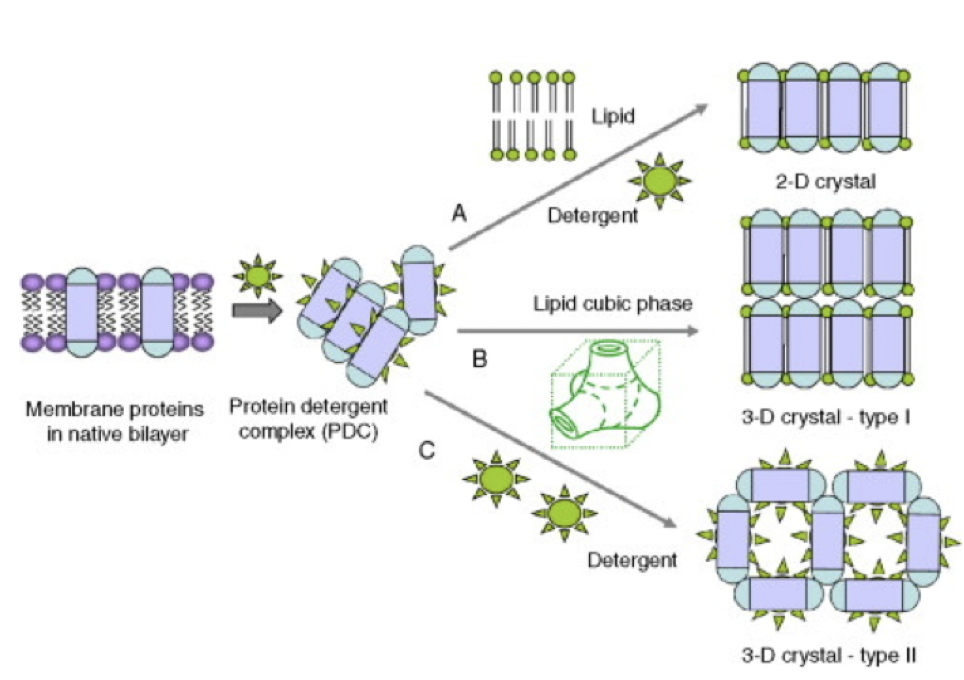 Lipid
2-D crystal
A
Detergent
Lipid cubic phase
B
Membrane proteins
in native bilayer
Protein detergent
complex (PDC)
3-D crystal - type I
C
Detergent
3-D crystal - type II